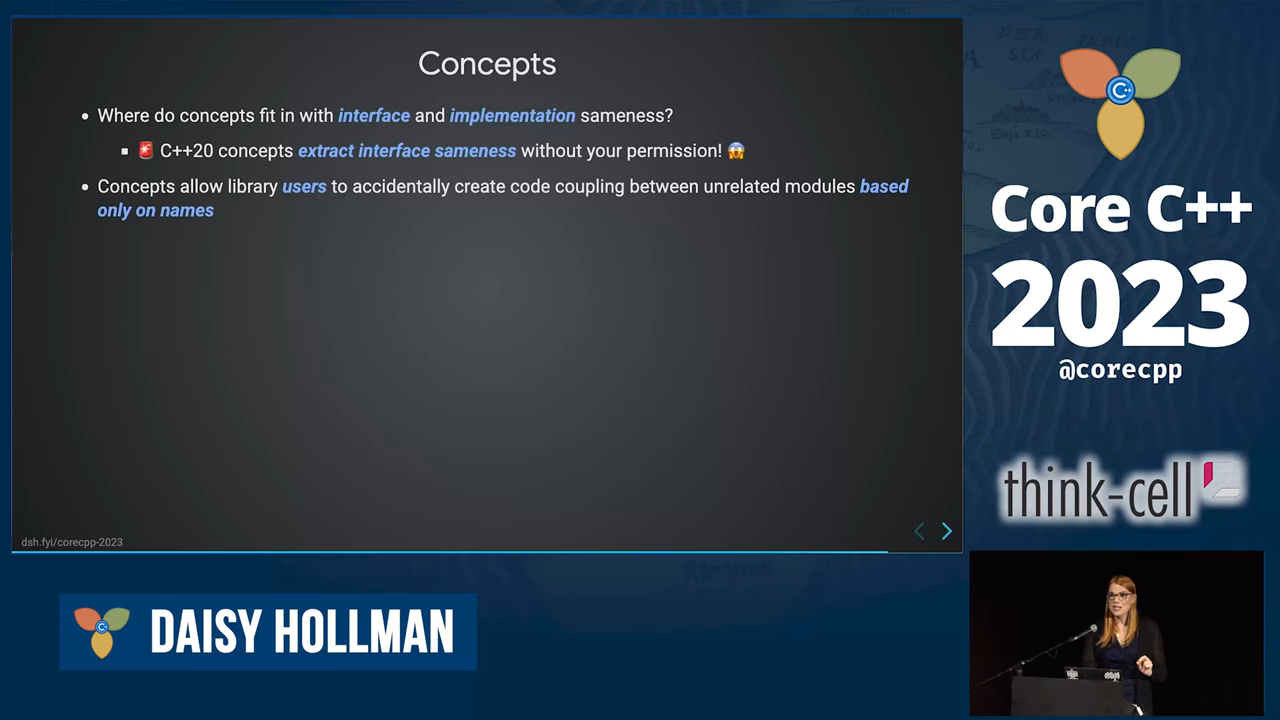 Concepts
Where do concepts fit in with interface and implementation sameness?
🚨 C++20 concepts extract interface sameness without your permission! 😱
Concepts allow library users to accidentally create code coupling between unrelated modules based
only on names
dsh.fyi/corecpp-2023
C++
Core C++
2023
@corecpp
think-cell
C++
DAISY HOLLMAN